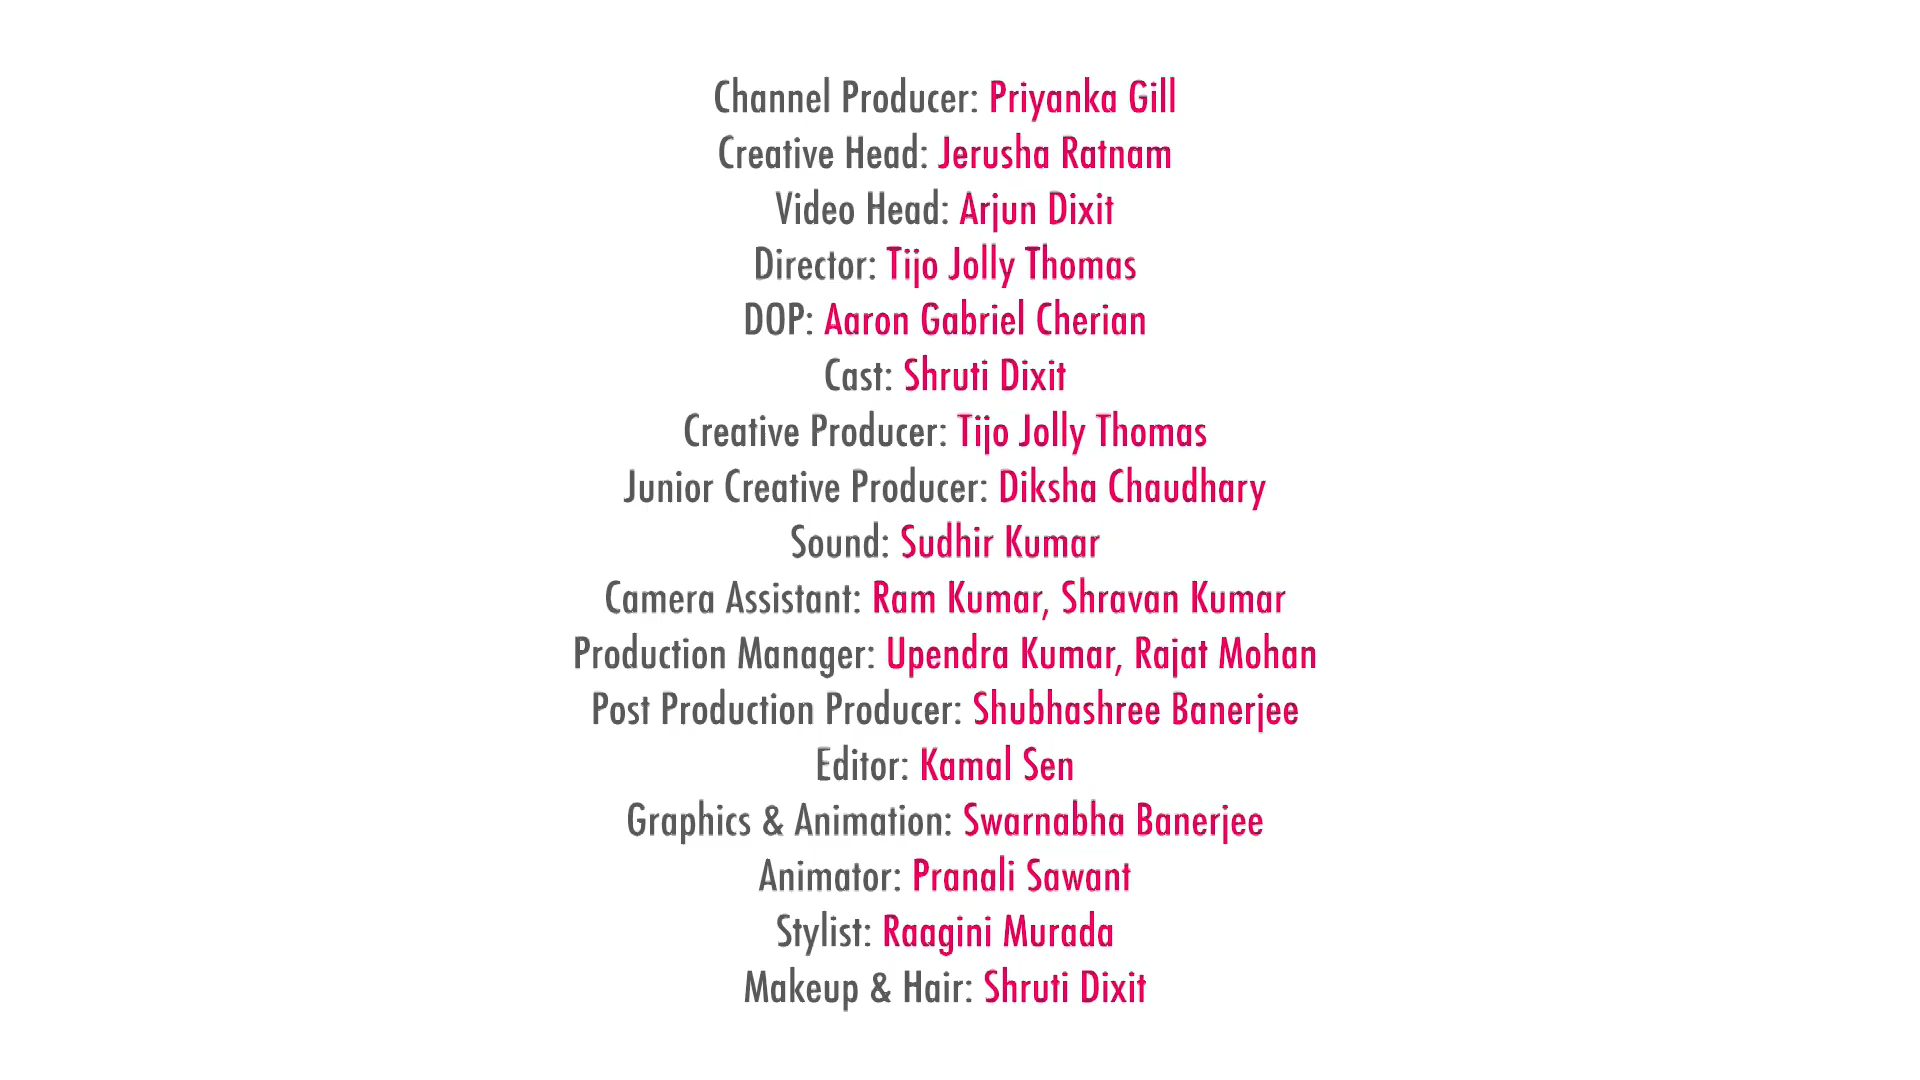 Channel Producer: Priyanka Gill
Creative Head: Jerusha Ratnam
Video Head: Arjun Dixit
Director: Tijo Jolly Thomas
DOP: Aaron Gabriel Cherian
Cast: Shruti Dixit
Creative Producer: Tijo Jolly Thomas
Junior Creative Producer: Diksha Chaudhary
Sound: Sudhir Kumar
Camera Assistant: Ram Kumar, Shravan Kumar
Production Manager: Upendra Kumar, Rajat Mohan
Post Production Producer: Shubhashree Banerjee
Editor: Kamal Sen
Graphics & Animation: Swarnabha Banerjee
Animator: Pranali Sawant
Stylist: Raagini Murada
Makeup & Hair: Shruti Dixit